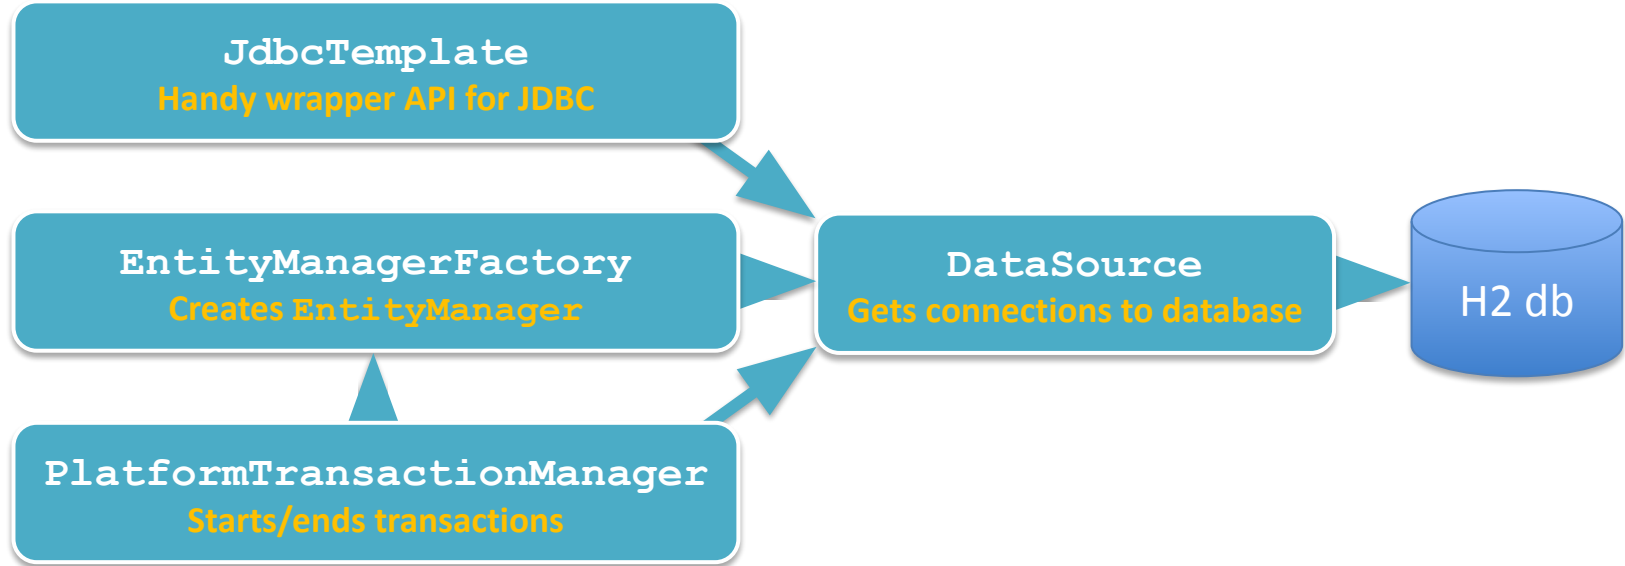 JdbcTemplate
Handy wrapper API for JDBC
EntityManagerFactory
Creates EntityManager
DataSource
Gets connections to database
H2 db
PlatformTransactionManager
Starts/ends transactions